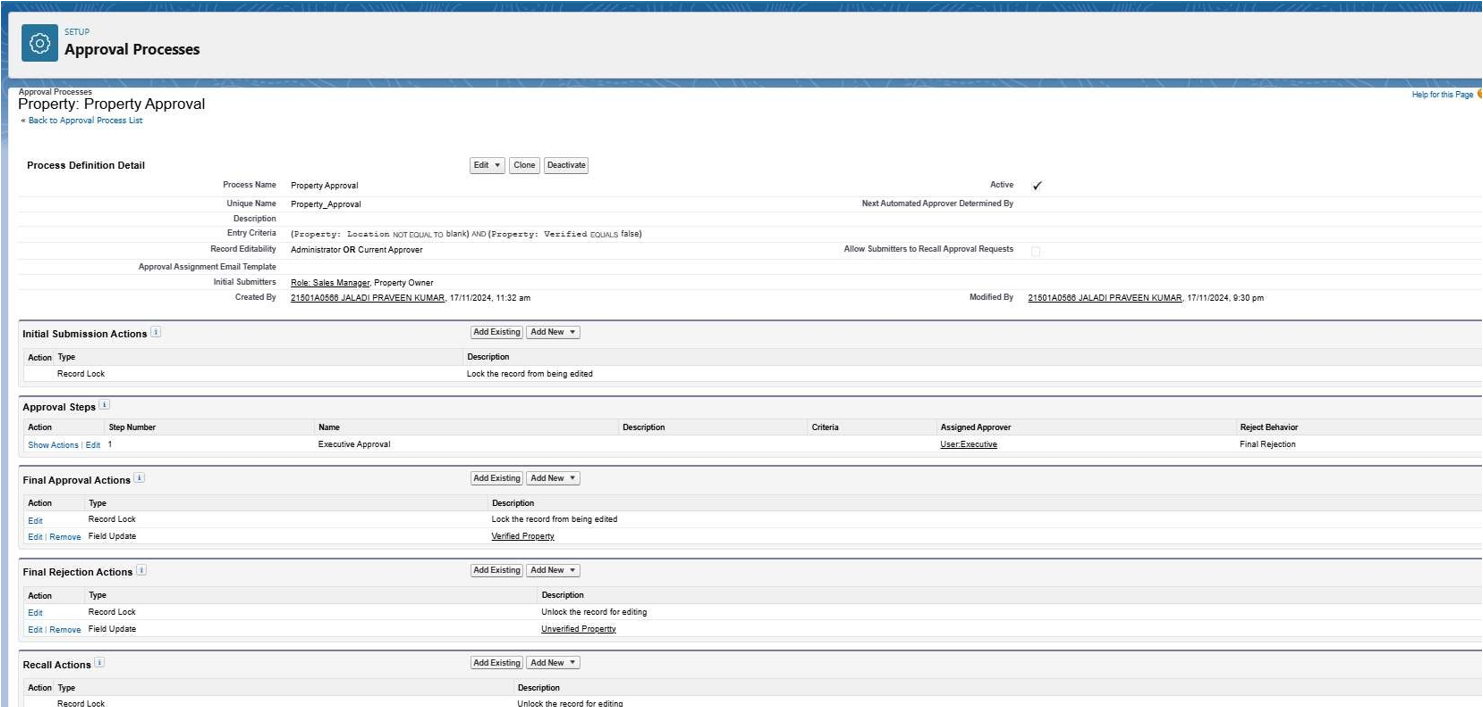 SETUP
Approval Processes
Approval Processes
Property: Property Approval
Help for this Page
« Back to Approval Process List
Process Definition Detail Edit ▼ Clone Deactivate
Process Name Property Approval Active ✓
Unique Name Property_Approval Next Automated Approver Determined By
Description
Entry Criteria (Property: Location NOT EQUAL TO blank) AND (Property: Verified EQUALS false)
Record Editability Administrator OR Current Approver Allow Submitters to Recall Approval Requests
Approval Assignment Email Template
Initial Submitters Role: Sales Manager, Property Owner
Created By 21501A0566 JALADI PRAVEEN KUMAR, 17/11/2024, 11:32 am Modified By 21501A0566 JALADI PRAVEEN KUMAR, 17/11/2024, 9:30 pm
Initial Submission Actions i Add Existing Add New ▼
Action Type Description
Record Lock Lock the record from being edited
Approval Steps i
Action Step Number Name Description Criteria Assigned Approver Reject Behavior
Show Actions | Edit 1 Executive Approval User:Executive Final Rejection
Final Approval Actions i Add Existing Add New ▼
Action Type Description
Edit Record Lock Lock the record from being edited
Edit | Remove Field Update Verified Property
Final Rejection Actions i Add Existing Add New ▼
Action Type Description
Edit Record Lock Unlock the record for editing
Edit | Remove Field Update Unverified Propertty
Recall Actions i Add Existing Add New ▼
Action Type Description
Record Lock Unlock the record for editing